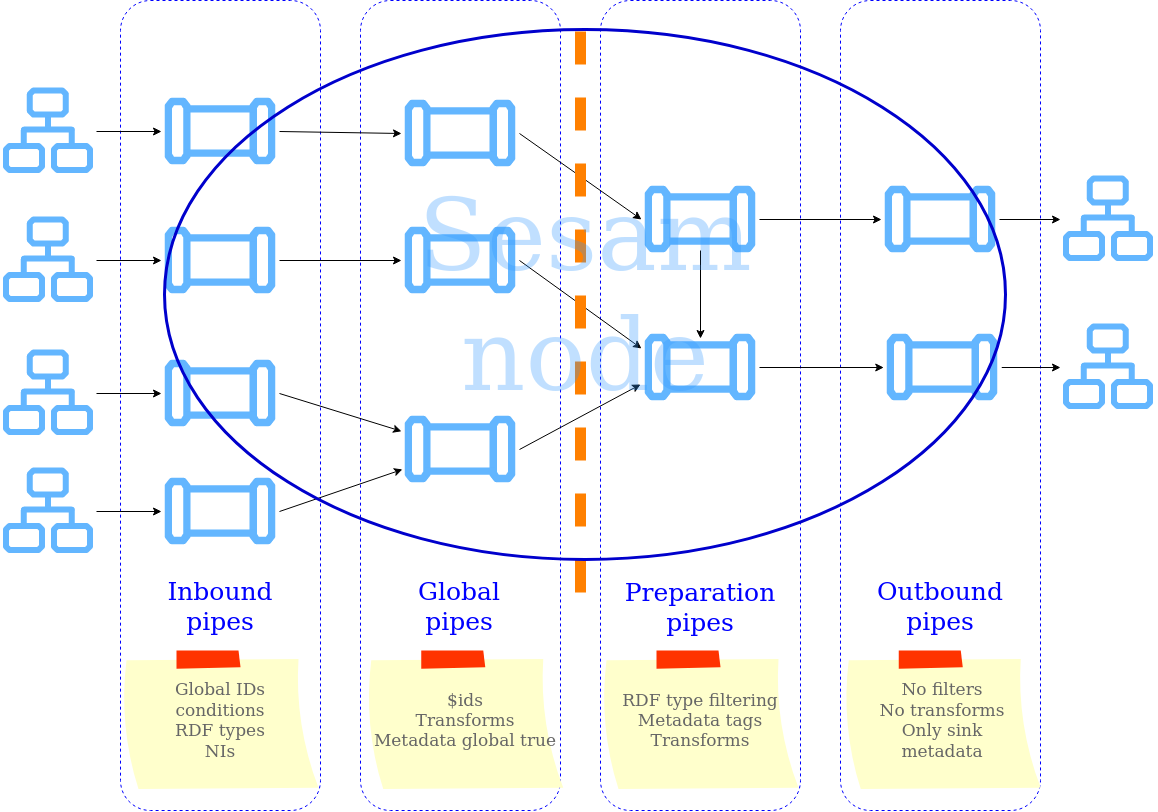 Sesam
node
Inbound
pipes
Global
pipes
Preparation
pipes
Outbound
pipes
Global IDs
conditions
RDF types
NIs
$ids
Transforms
Metadata global true
RDF type filtering
Metadata tags
Transforms
No filters
No transforms
Only sink
metadata